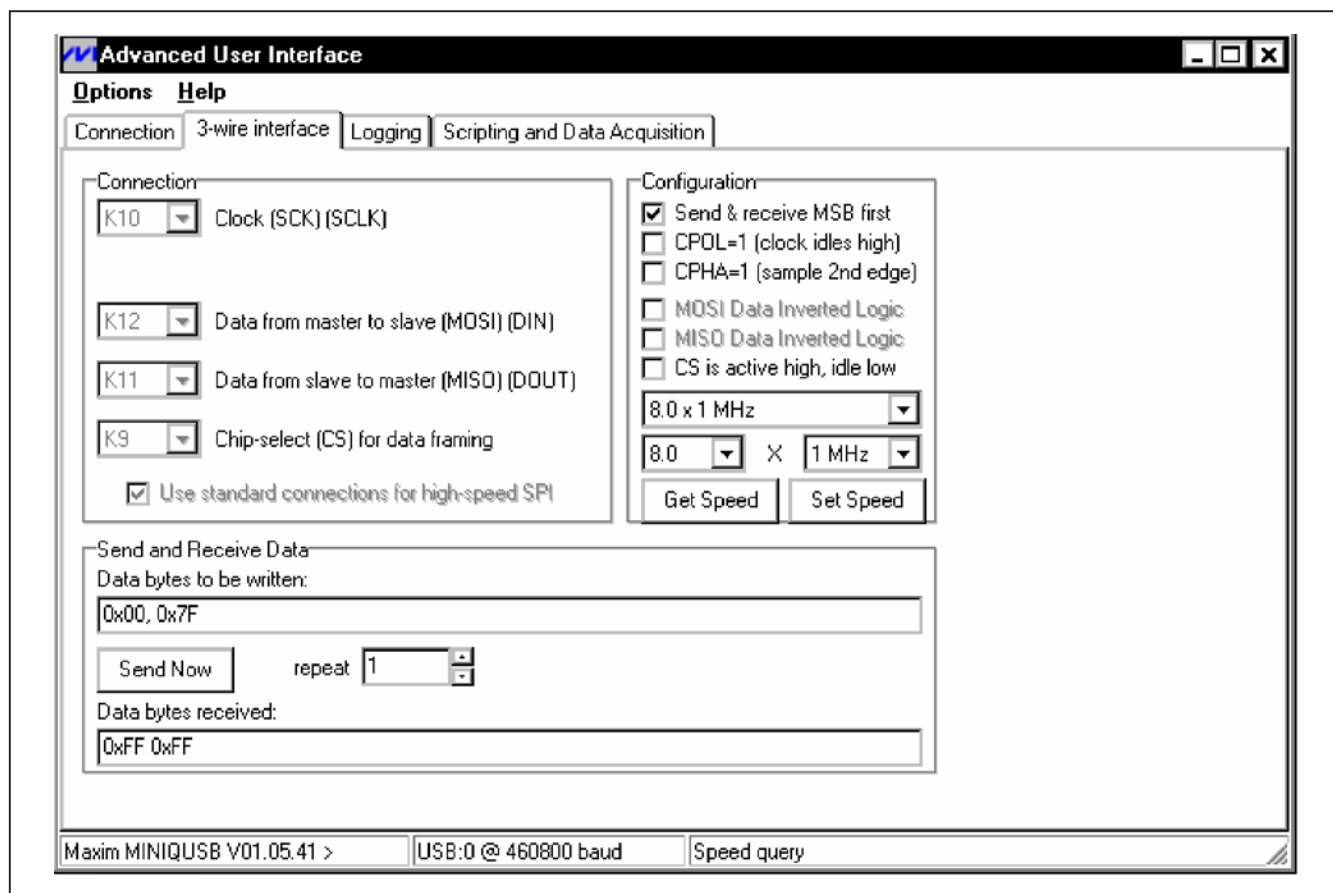 Advanced User Interface
Options Help
Connection 3-wire interface Logging Scripting and Data Acquisition
Connection
K10 Clock (SCK) (SCLK)
K12 Data from master to slave (MOSI) (DIN)
K11 Data from slave to master (MISO) (DOUT)
K9 Chip-select (CS) for data framing
Use standard connections for high-speed SPI
Configuration
Send & receive MSB first
CPOL=1 (clock idles high)
CPHA=1 (sample 2nd edge)
MOSI Data Inverted Logic
MISO Data Inverted Logic
CS is active high, idle low
8.0 x 1 MHz
8.0 X 1 MHz
Get Speed Set Speed
Send and Receive Data
Data bytes to be written:
0x00, 0x7F
Send Now repeat 1
Data bytes received:
0xFF 0xFF
Maxim MINIQUSB V01.05.41 > USB:0 @ 460800 baud Speed query